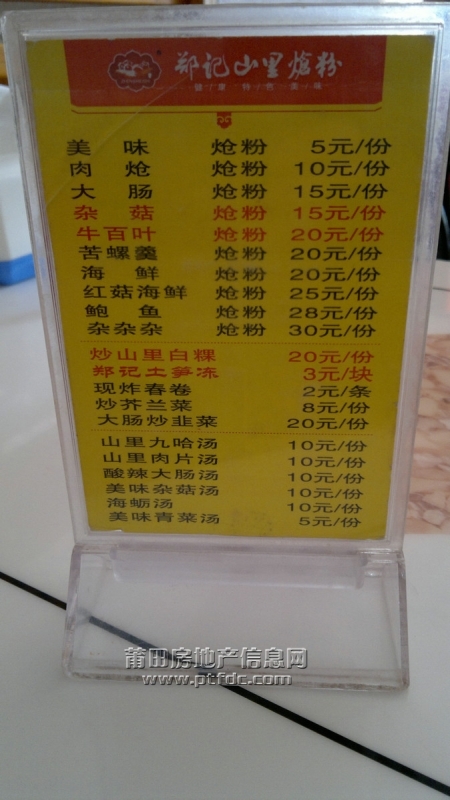 郑记山里熗粉
健康特色美味
美味 炝粉 5元/份
肉炝 炝粉 10元/份
大肠 炝粉 15元/份
杂菇 炝粉 15元/份
牛百叶 炝粉 20元/份
苦螺羹 炝粉 20元/份
海鲜 炝粉 20元/份
红菇海鲜 炝粉 25元/份
鲍鱼 炝粉 28元/份
杂杂杂 炝粉 30元/份
炒山里白粿 20元/份
郑记土笋冻 3元/块
现炸春卷 2元/条
炒芥兰菜 8元/份
大肠炒韭菜 20元/份
山里九哈汤 10元/份
山里肉片汤 10元/份
酸辣大肠汤 10元/份
美味杂菇汤 10元/份
海蛎汤 10元/份
美味青菜汤 5元/份
莆田房地产信息网
www.ptfdc.com